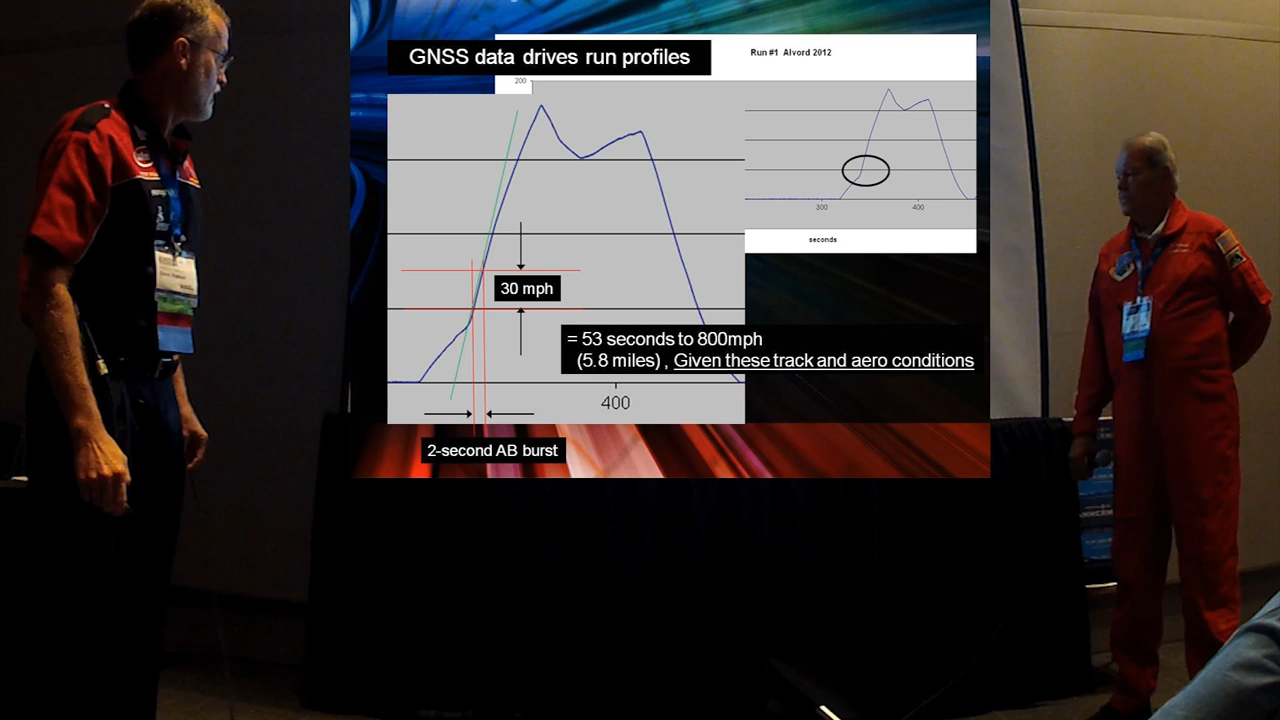 GNSS data drives run profiles
Run #1 Alvord 2012
200
30 mph
300
400
seconds
= 53 seconds to 800mph
(5.8 miles) , Given these track and aero conditions
400
2-second AB burst